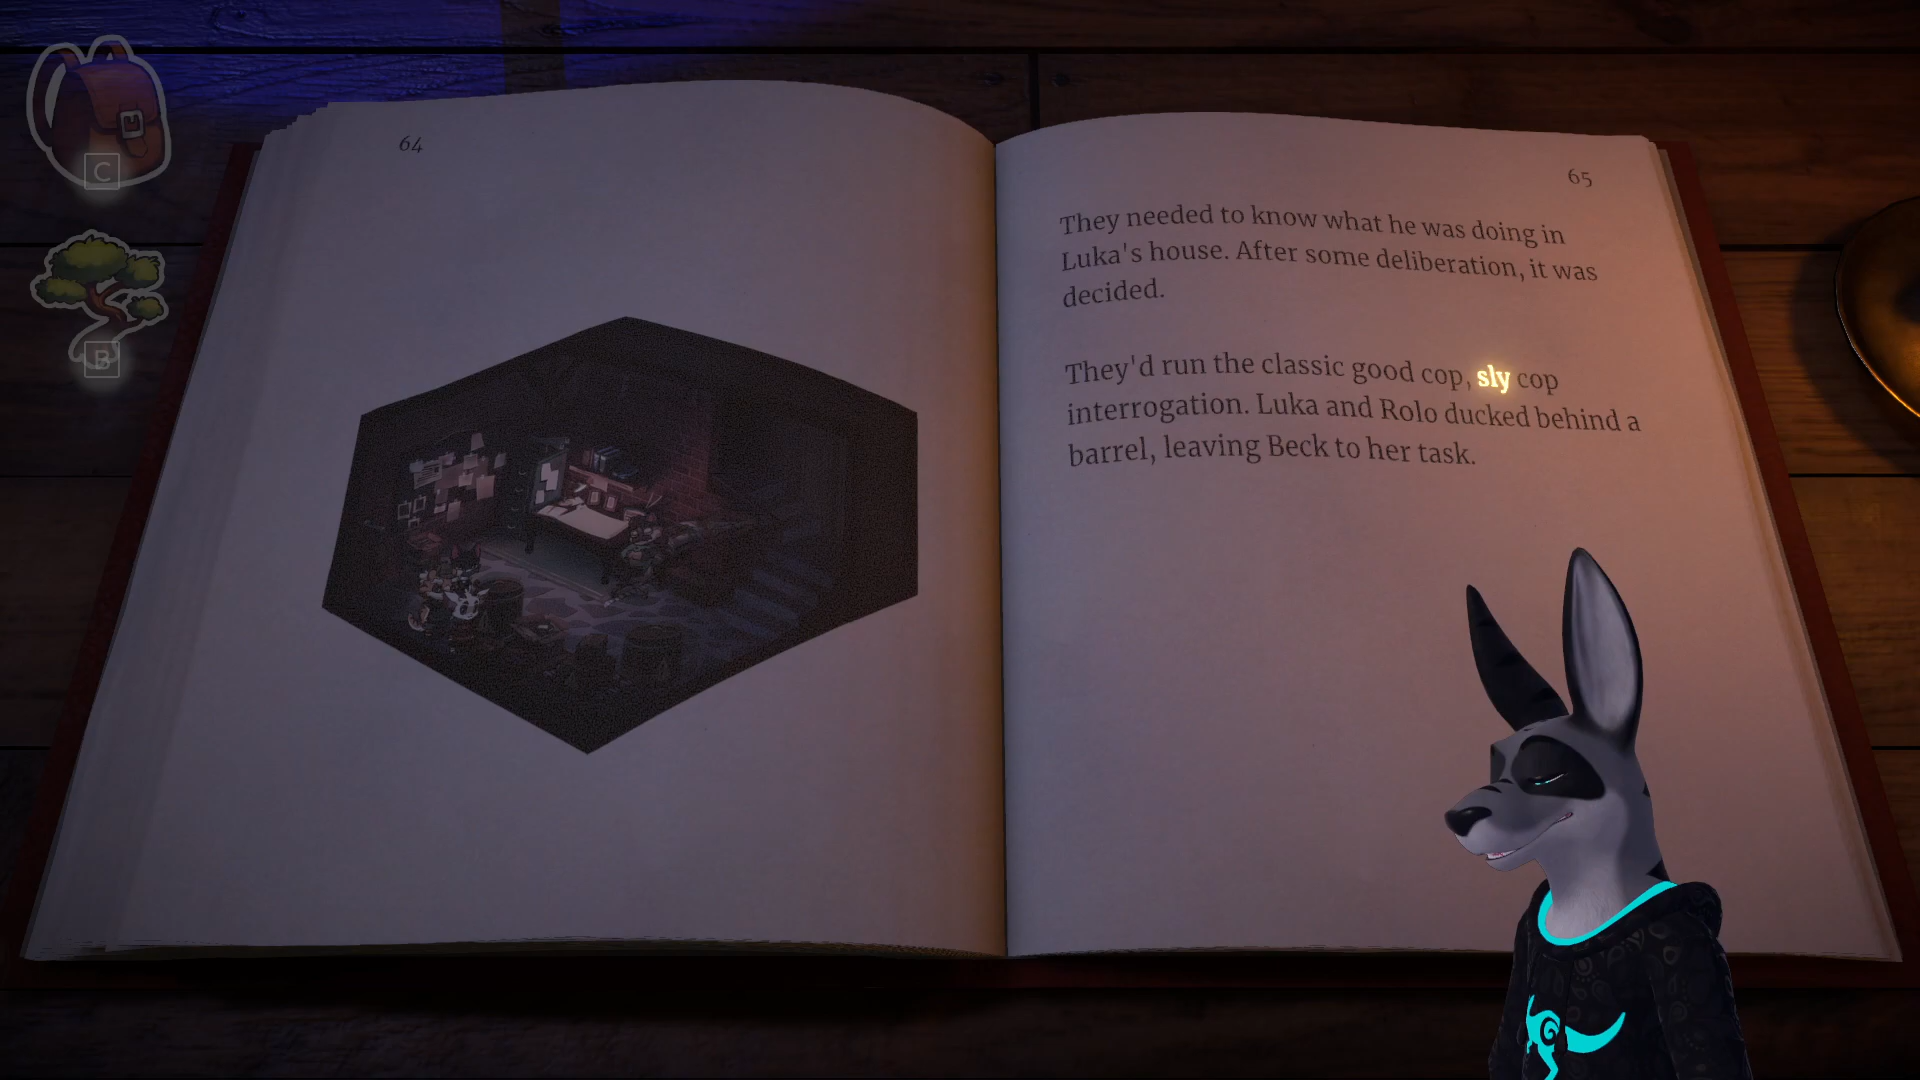 C
B
64
65
They needed to know what he was doing in
Luka's house. After some deliberation, it was
decided.
They'd run the classic good cop, sly cop
interrogation. Luka and Rolo ducked behind a
barrel, leaving Beck to her task.